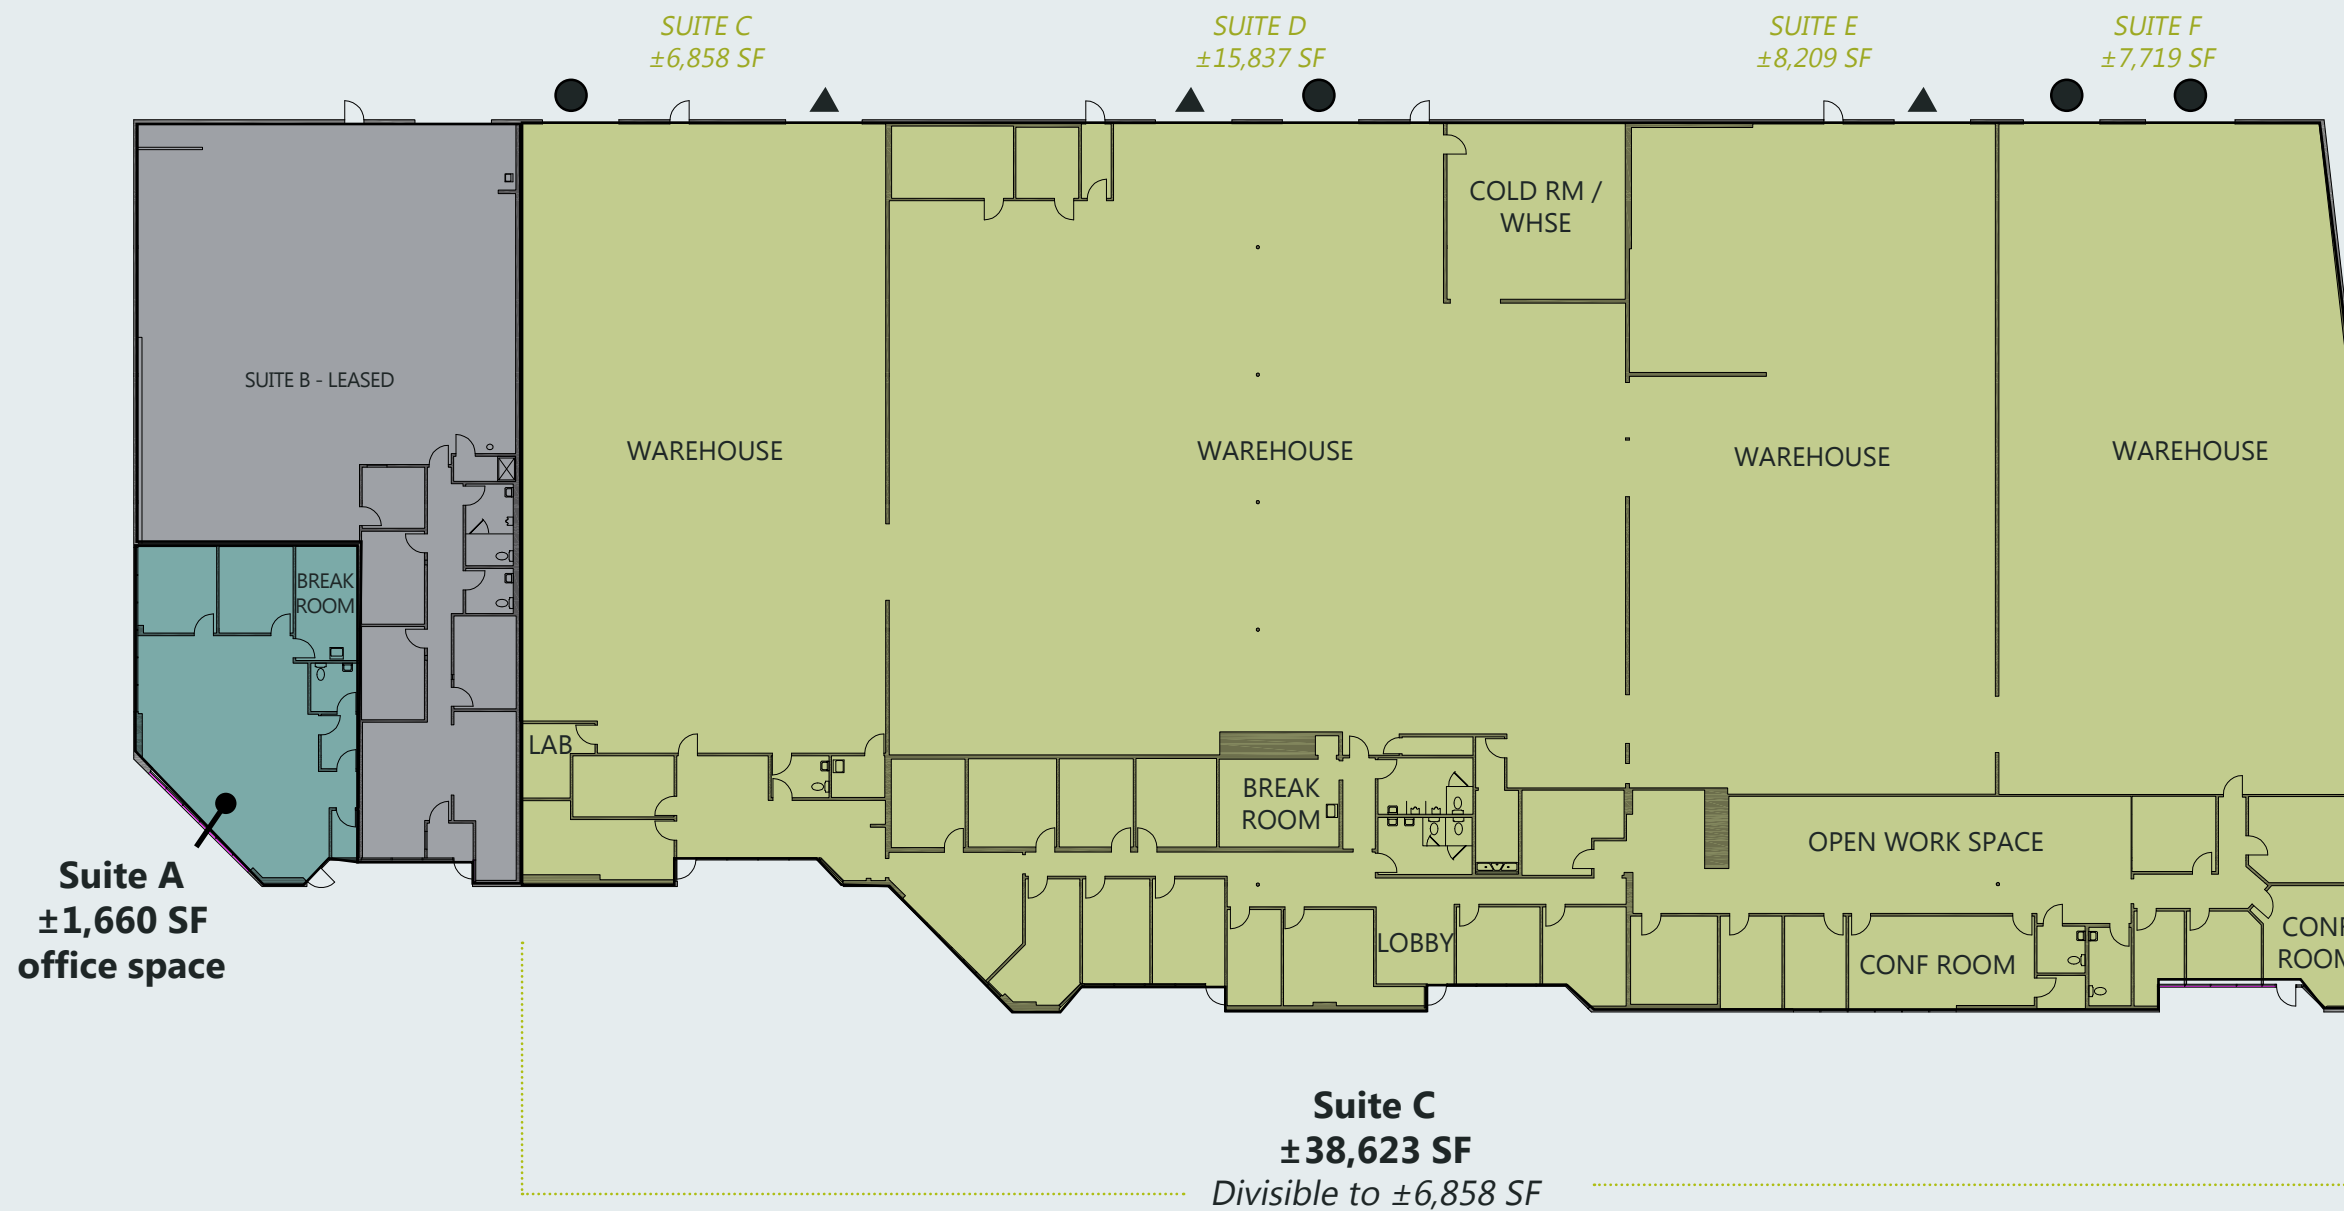 SUITE C
±6,858 SF
SUITE D
±15,837 SF
SUITE E
±8,209 SF
SUITE F
±7,719 SF
COLD RM /
WHSE
SUITE B - LEASED
WAREHOUSE
WAREHOUSE
WAREHOUSE
WAREHOUSE
BREAK
ROOM
LAB
BREAK
ROOM
OPEN WORK SPACE
LOBBY
CONF ROOM
CONF
ROOM
Suite A
±1,660 SF
office space
Suite C
±38,623 SF
Divisible to ±6,858 SF